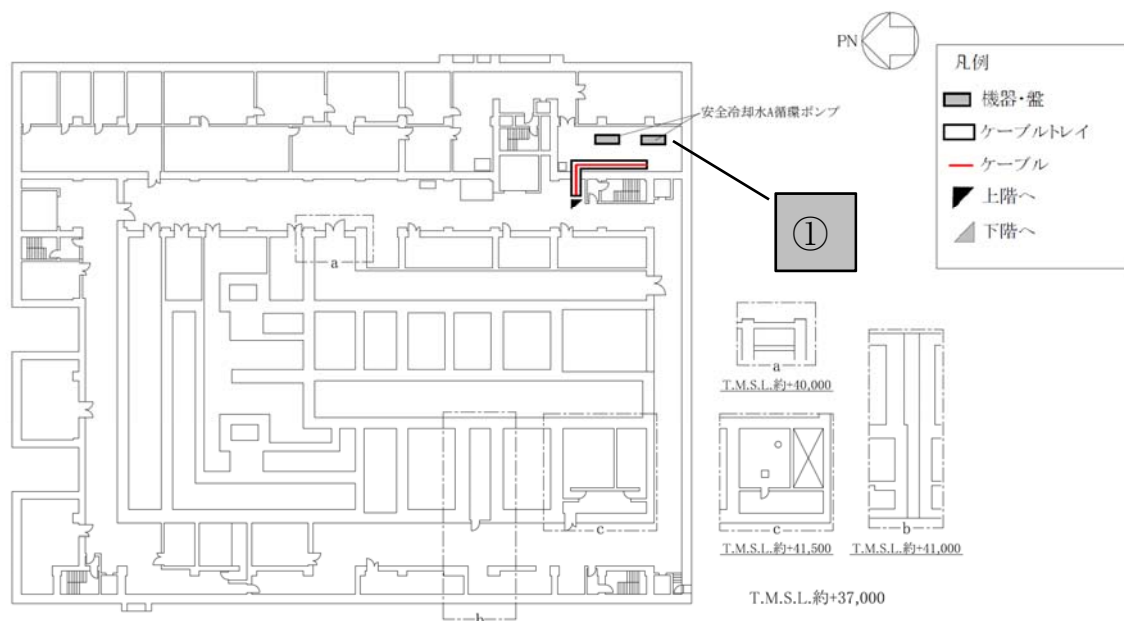 PN
凡例
機器・盤
ケーブルトレイ
ケーブル
上階へ
下階へ
安全冷却水A循環ポンプ
①
a
a
T.M.S.L.約+40,000
c
c
T.M.S.L.約+41,500
b
T.M.S.L.約+41,000
b
T.M.S.L.約+37,000